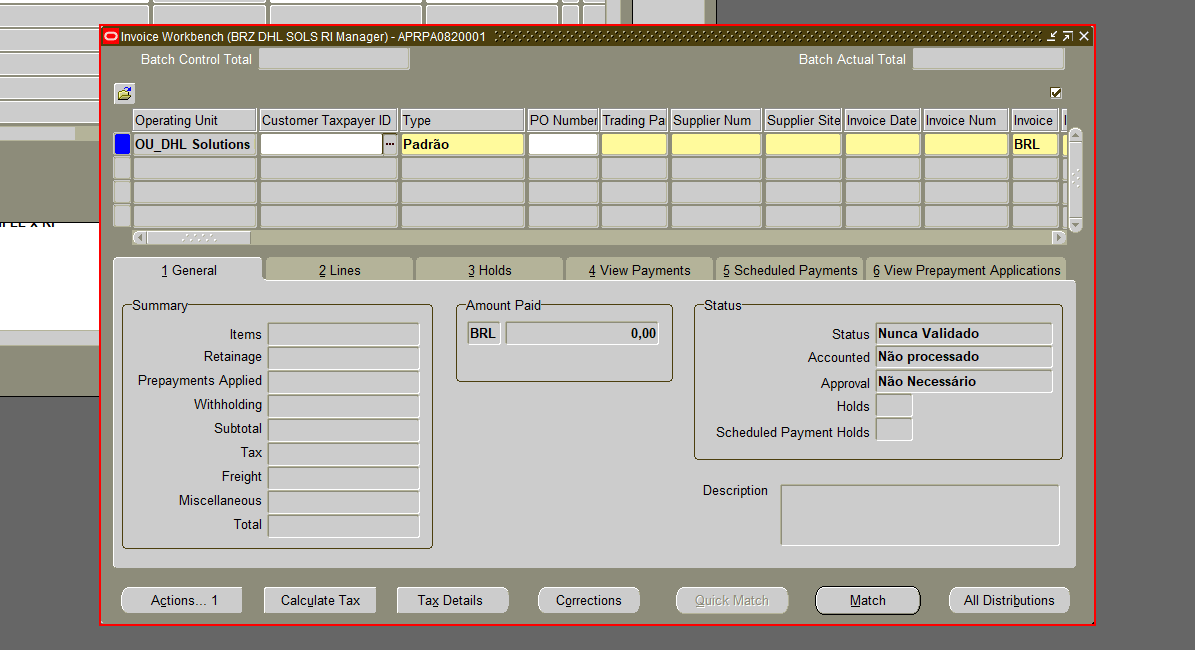 Invoice Workbench (BRZ DHL SOLS RI Manager) - APRPA0820001
Batch Control Total
Batch Actual Total
Operating Unit Customer Taxpayer ID Type PO Number Trading Pa Supplier Num Supplier Site Invoice Date Invoice Num Invoice
OU_DHL Solutions ... Padrão BRL
1 General 2 Lines 3 Holds 4 View Payments 5 Scheduled Payments 6 View Prepayment Applications
Summary
Items
Retainage
Prepayments Applied
Withholding
Subtotal
Tax
Freight
Miscellaneous
Total
Amount Paid
BRL 0,00
Status
Status Nunca Validado
Accounted Não processado
Approval Não Necessário
Holds
Scheduled Payment Holds
Description
Actions... 1 Calculate Tax Tax Details Corrections Quick Match Match All Distributions